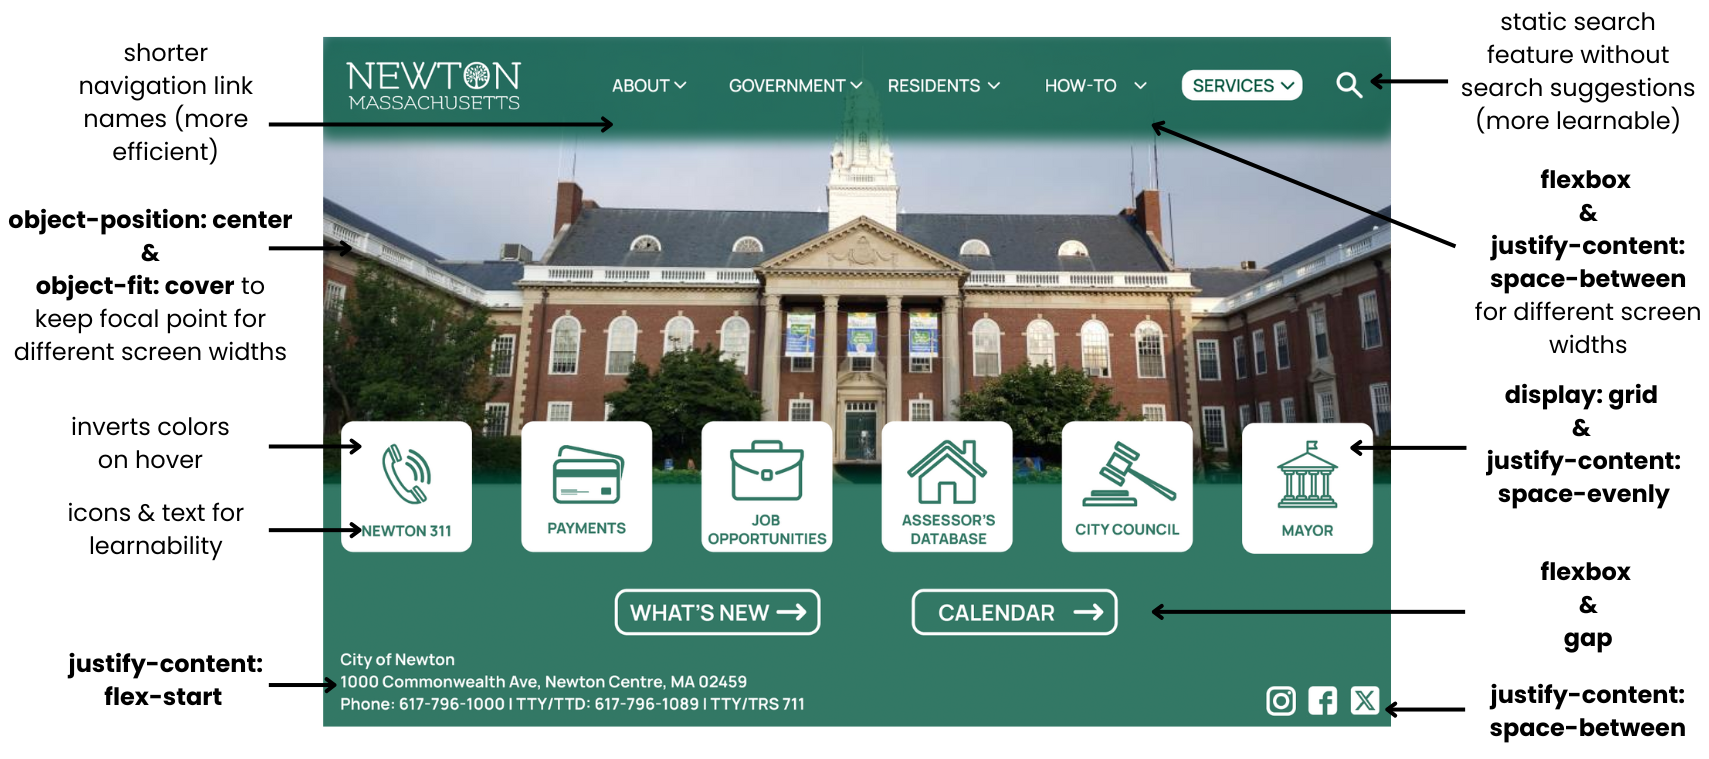 shorter
navigation link
names (more
efficient)
object-position: center
&
object-fit: cover to
keep focal point for
different screen widths
inverts colors
on hover
icons & text for
learnability
justify-content:
flex-start
NEWTON
MASSACHUSETTS
ABOUT
GOVERNMENT
RESIDENTS
HOW-TO
SERVICES
NEWTON 311
PAYMENTS
JOB
OPPORTUNITIES
ASSESSOR'S
DATABASE
CITY COUNCIL
MAYOR
WHAT'S NEW
CALENDAR
City of Newton
1000 Commonwealth Ave, Newton Centre, MA 02459
Phone: 617-796-1000 | TTY/TTD: 617-796-1089 | TTY/TRS 711
static search
feature without
search suggestions
(more learnable)
flexbox
&
justify-content:
space-between
for different screen
widths
display: grid
&
justify-content:
space-evenly
flexbox
&
gap
justify-content:
space-between